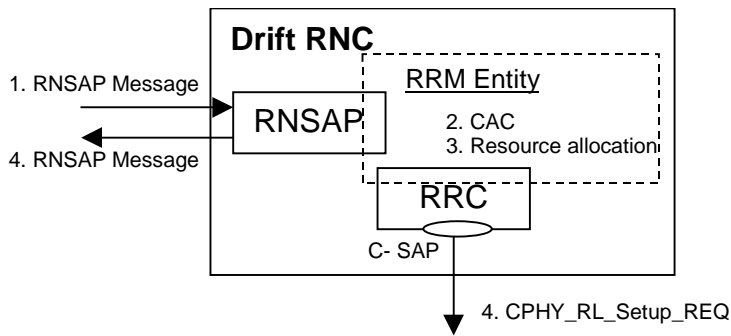 Drift RNC
1. RNSAP Message
RRM Entity
RNSAP
2. CAC
3. Resource allocation
4. RNSAP Message
RRC
C- SAP
4. CPHY_RL_Setup_REQ